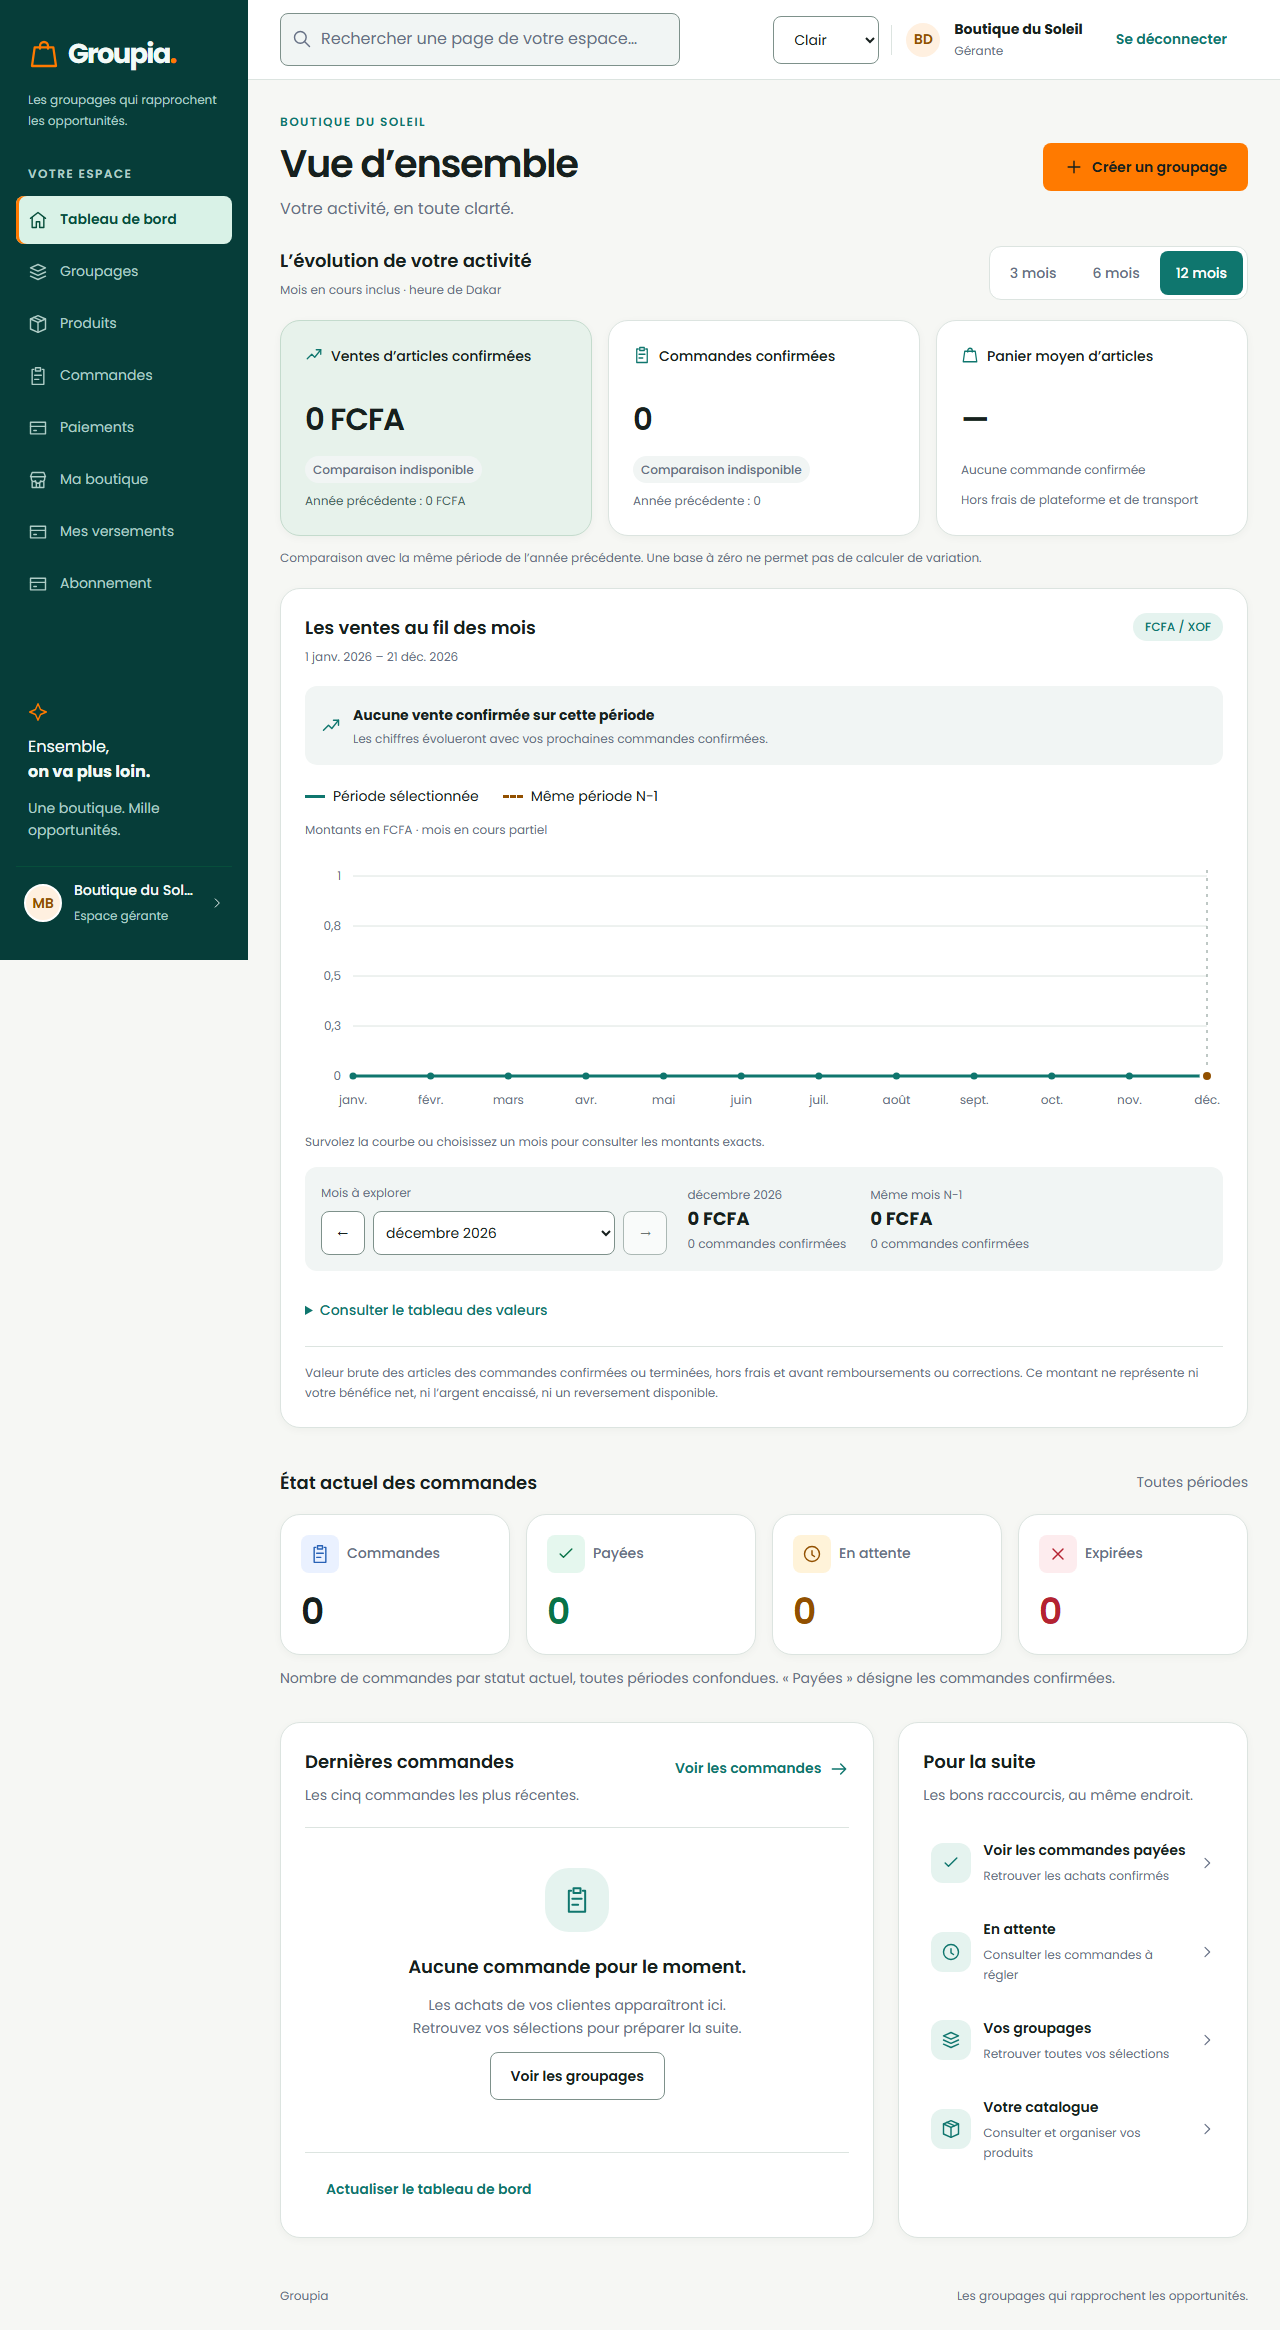 Groupia.
Les groupages qui rapprochent
les opportunités.
VOTRE ESPACE
Tableau de bord
Groupages
Produits
Commandes
Paiements
Ma boutique
Mes versements
Abonnement
Ensemble,
on va plus loin.
Une boutique. Mille
opportunités.
MB
Boutique du Sol...
Espace gérante
Rechercher une page de votre espace...
Clair
BD
Boutique du Soleil
Gérante
Se déconnecter
BOUTIQUE DU SOLEIL
Vue d’ensemble
Votre activité, en toute clarté.
Créer un groupage
L’évolution de votre activité
Mois en cours inclus · heure de Dakar
3 mois
6 mois
12 mois
Ventes d’articles confirmées
0 FCFA
Comparaison indisponible
Année précédente : 0 FCFA
Commandes confirmées
0
Comparaison indisponible
Année précédente : 0
Panier moyen d’articles
—
Aucune commande confirmée
Hors frais de plateforme et de transport
Comparaison avec la même période de l’année précédente. Une base à zéro ne permet pas de calculer de variation.
Les ventes au fil des mois
1 janv. 2026 – 21 déc. 2026
FCFA / XOF
Aucune vente confirmée sur cette période
Les chiffres évolueront avec vos prochaines commandes confirmées.
Période sélectionnée
Même période N-1
Montants en FCFA · mois en cours partiel
1
0,8
0,5
0,3
0
janv. févr. mars avr. mai juin juil. août sept. oct. nov. déc.
Survolez la courbe ou choisissez un mois pour consulter les montants exacts.
Mois à explorer
←
décembre 2026
→
décembre 2026
0 FCFA
0 commandes confirmées
Même mois N-1
0 FCFA
0 commandes confirmées
Consulter le tableau des valeurs
Valeur brute des articles des commandes confirmées ou terminées, hors frais et avant remboursements ou corrections. Ce montant ne représente ni
votre bénéfice net, ni l’argent encaissé, ni un reversement disponible.
État actuel des commandes
Toutes périodes
Commandes
0
Payées
0
En attente
0
Expirées
0
Nombre de commandes par statut actuel, toutes périodes confondues. « Payées » désigne les commandes confirmées.
Dernières commandes
Les cinq commandes les plus récentes.
Voir les commandes
Aucune commande pour le moment.
Les achats de vos clientes apparaîtront ici.
Retrouvez vos sélections pour préparer la suite.
Voir les groupages
Actualiser le tableau de bord
Pour la suite
Les bons raccourcis, au même endroit.
Voir les commandes payées
Retrouver les achats confirmés
En attente
Consulter les commandes à
régler
Vos groupages
Retrouver toutes vos sélections
Votre catalogue
Consulter et organiser vos
produits
Groupia
Les groupages qui rapprochent les opportunités.